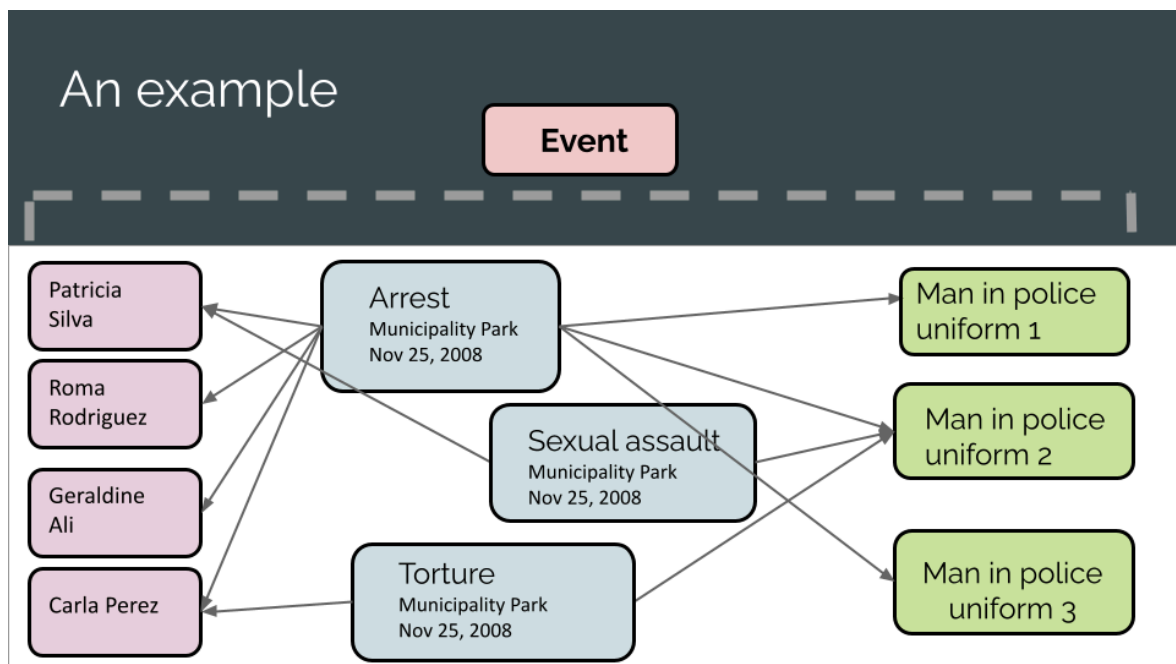 An example
Event
Patricia
Silva
Roma
Rodriguez
Geraldine
Ali
Carla Perez
Arrest
Municipality Park
Nov 25, 2008
Sexual assault
Municipality Park
Nov 25, 2008
Torture
Municipality Park
Nov 25, 2008
Man in police
uniform 1
Man in police
uniform 2
Man in police
uniform 3